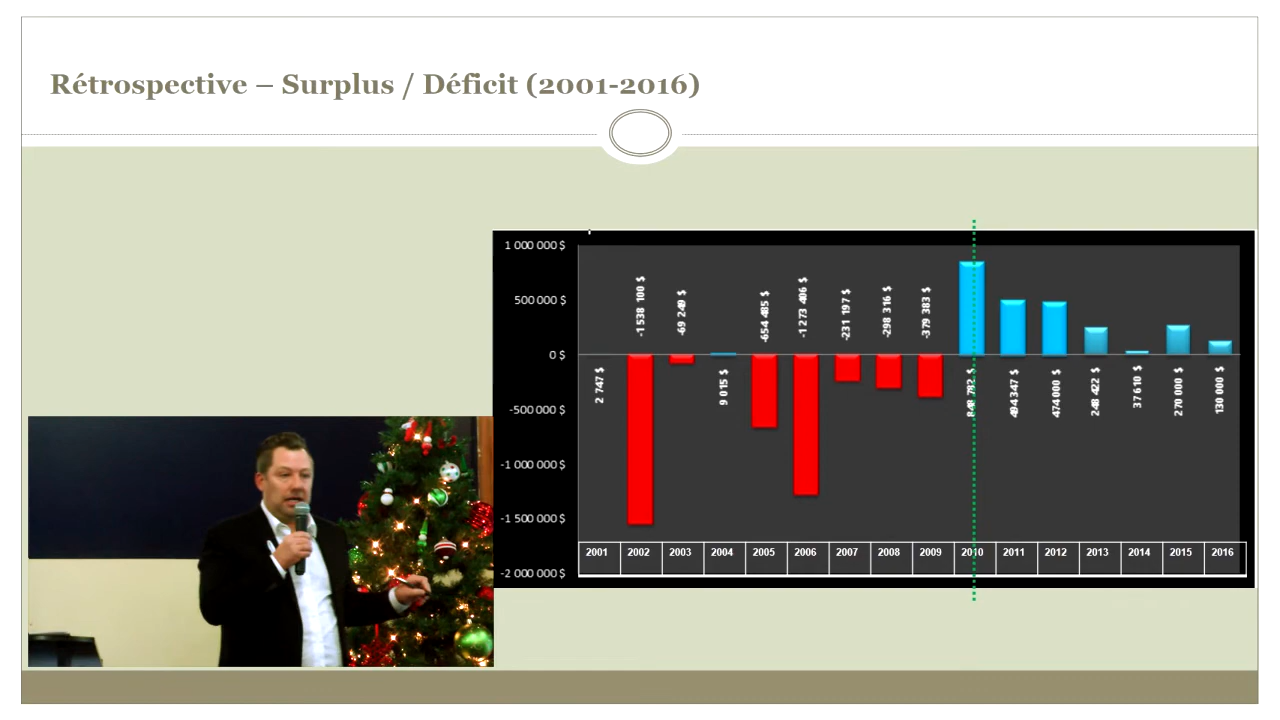 Rétrospective – Surplus / Déficit (2001-2016)
1 000 000 $
500 000 $
0 $
-500 000 $
-1 000 000 $
-1 500 000 $
-2 000 000 $
2 747 $
-1 538 100 $
-69 249 $
9 015 $
-654 485 $
-1 273 406 $
-231 197 $
-298 316 $
-379 383 $
848 782 $
494 347 $
474 000 $
248 422 $
37 610 $
270 000 $
130 000 $
2001 2002 2003 2004 2005 2006 2007 2008 2009 2010 2011 2012 2013 2014 2015 2016